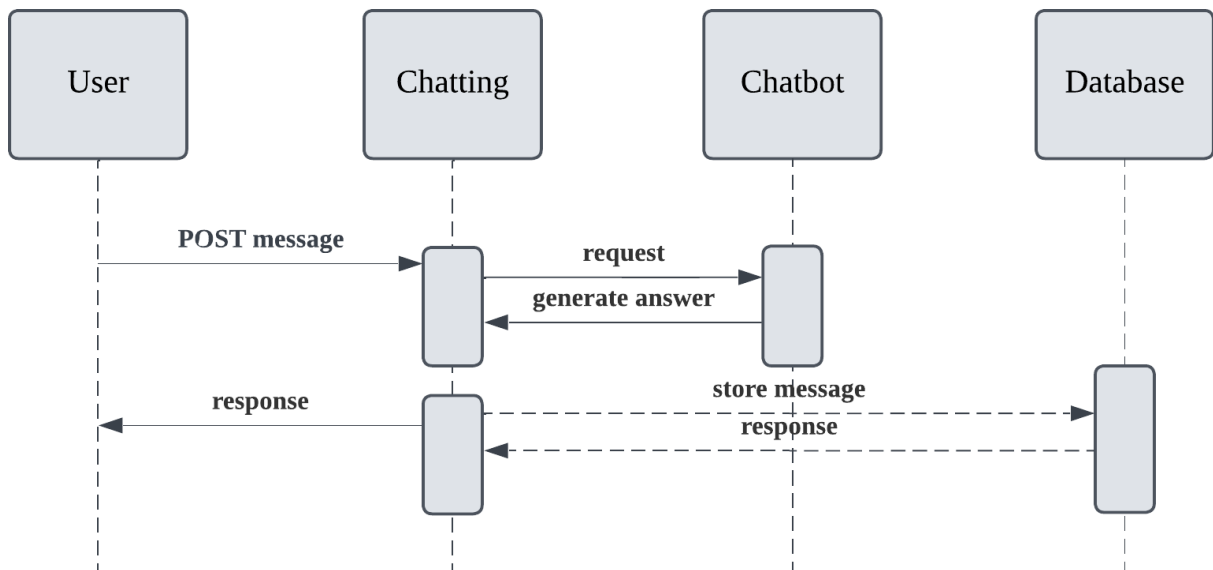 User
Chatting
Chatbot
Database
POST message
request
generate answer
store message
response
response